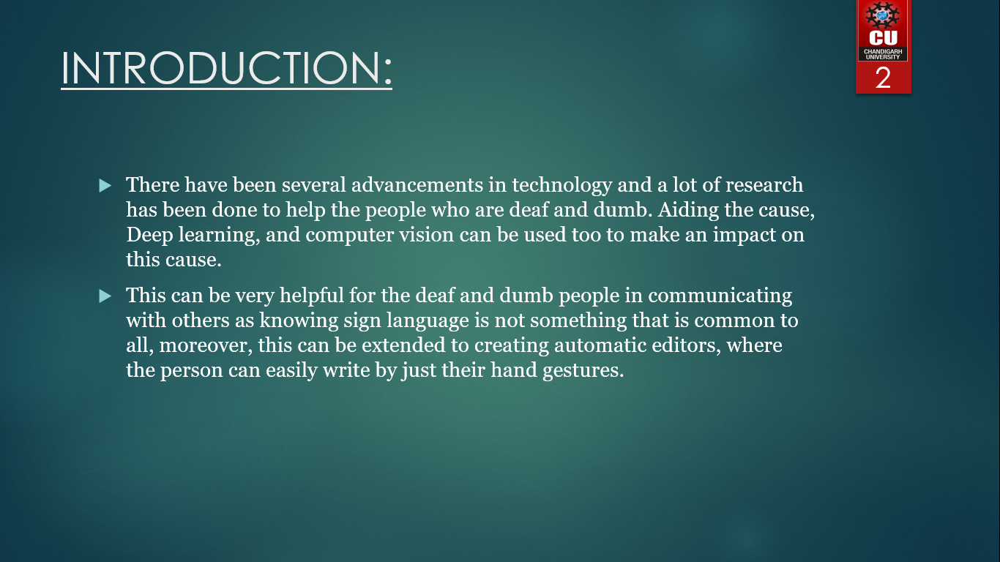 INTRODUCTION:
CU
CHANDIGARH
UNIVERSITY
2
There have been several advancements in technology and a lot of research
has been done to help the people who are deaf and dumb. Aiding the cause,
Deep learning, and computer vision can be used too to make an impact on
this cause.
This can be very helpful for the deaf and dumb people in communicating
with others as knowing sign language is not something that is common to
all, moreover, this can be extended to creating automatic editors, where
the person can easily write by just their hand gestures.